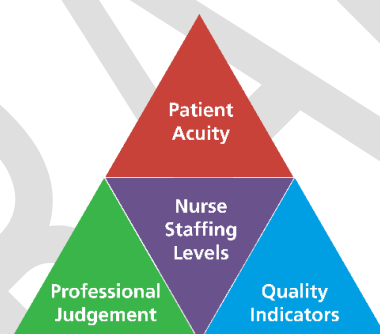 Patient
Acuity
Nurse
Staffing
Levels
Professional
Judgement
Quality
Indicators